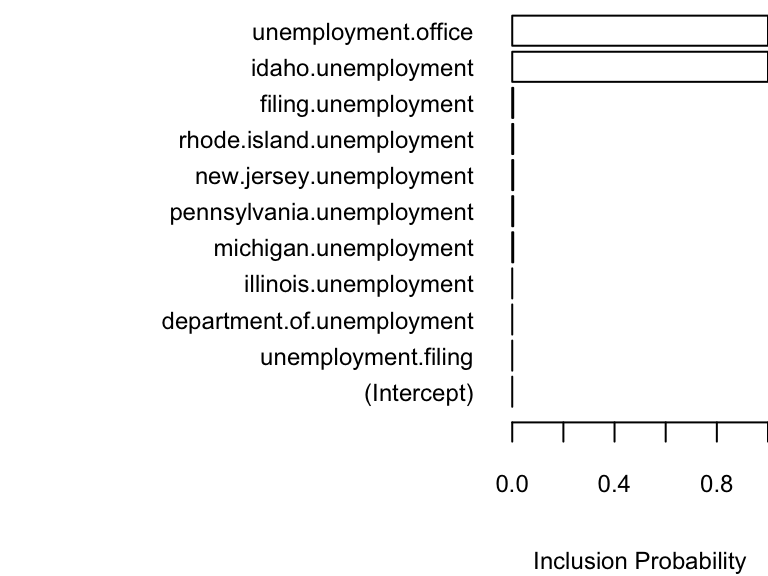 unemployment.office
idaho.unemployment
filing.unemployment
rhode.island.unemployment
new.jersey.unemployment
pennsylvania.unemployment
michigan.unemployment
illinois.unemployment
department.of.unemployment
unemployment.filing
(Intercept)
0.0 0.4 0.8
Inclusion Probability